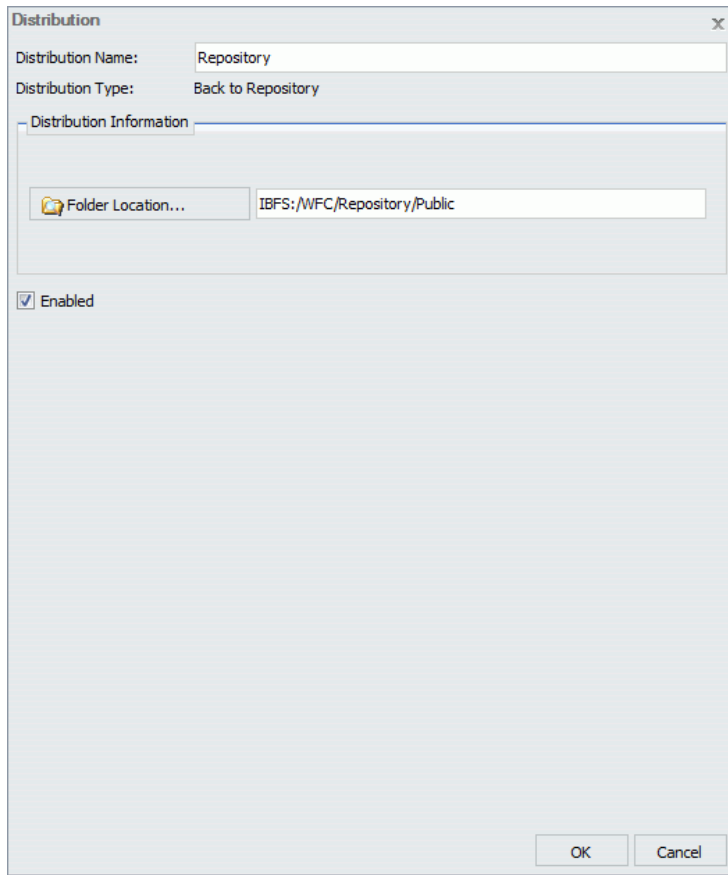 Distribution
Distribution Name: Repository
Distribution Type: Back to Repository
Distribution Information
Folder Location... IBFS:/WFC/Repository/Public
Enabled
OK Cancel